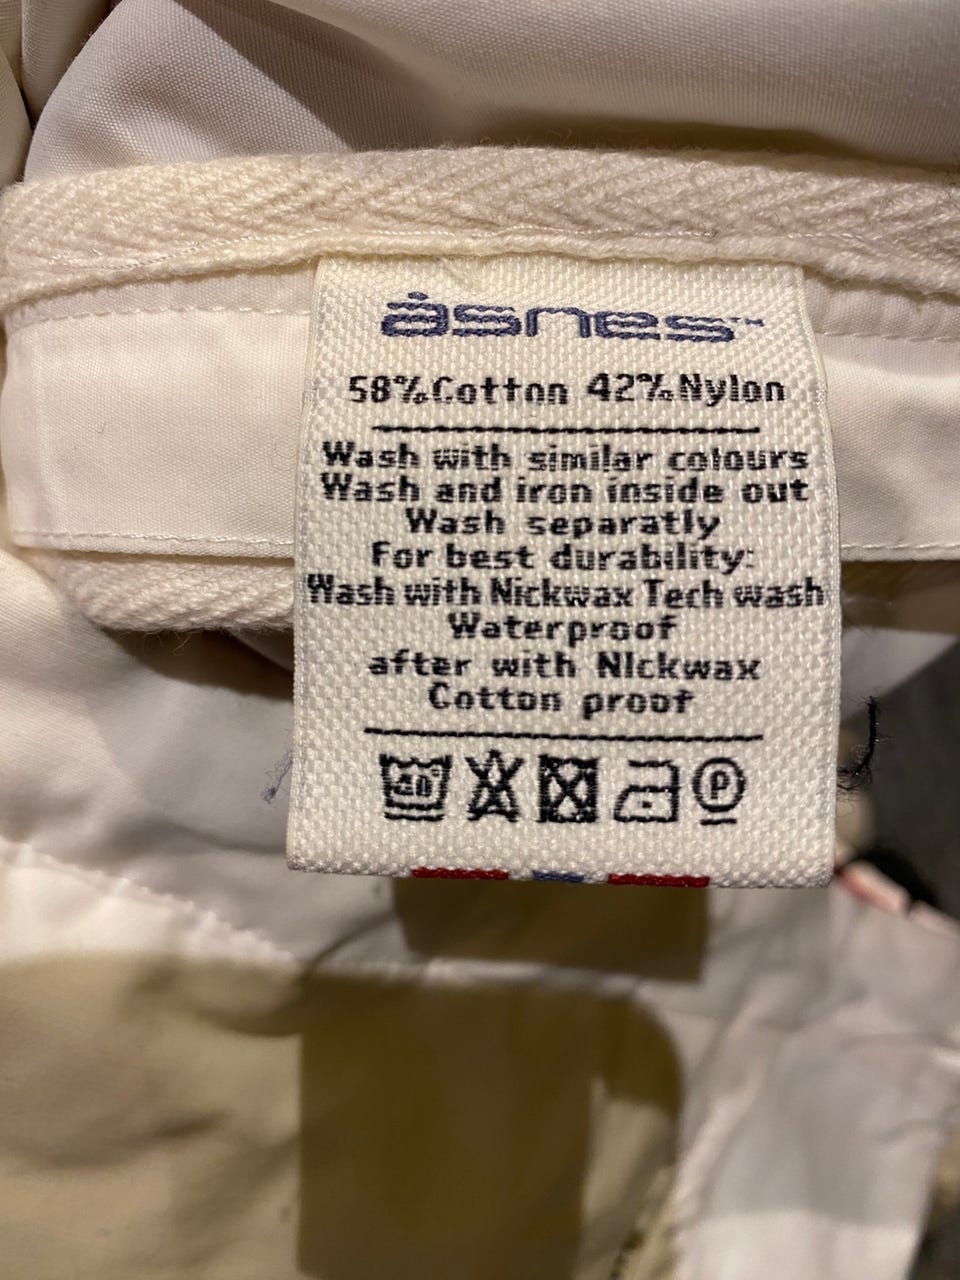 åsnes™
58% Cotton 42% Nylon
Wash with similar colours
Wash and iron inside out
Wash separatly
For best durability:
Wash with Nickwax Tech wash
Waterproof
after with NIckwax
Cotton proof
40°
P